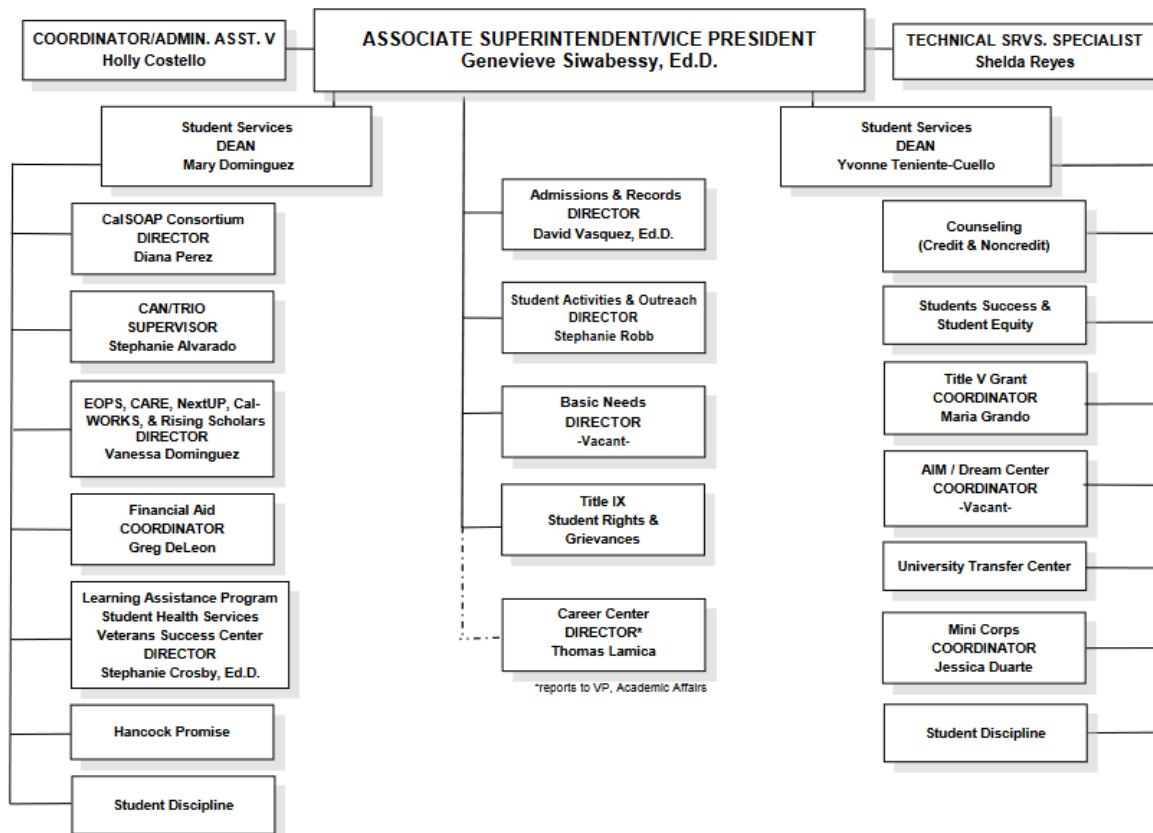 COORDINATOR/ADMIN. ASST. V
Holly Costello
ASSOCIATE SUPERINTENDENT/VICE PRESIDENT
Genevieve Siwabessy, Ed.D.
TECHNICAL SRVS. SPECIALIST
Shelda Reyes
Student Services
DEAN
Mary Dominguez
CalSOAP Consortium
DIRECTOR
Diana Perez
CAN/TRIO
SUPERVISOR
Stephanie Alvarado
EOPS, CARE, NextUP, Cal-
WORKS, & Rising Scholars
DIRECTOR
Vanessa Dominguez
Financial Aid
COORDINATOR
Greg DeLeon
Learning Assistance Program
Student Health Services
Veterans Success Center
DIRECTOR
Stephanie Crosby, Ed.D.
Hancock Promise
Student Discipline
Admissions & Records
DIRECTOR
David Vasquez, Ed.D.
Student Activities & Outreach
DIRECTOR
Stephanie Robb
Basic Needs
DIRECTOR
-Vacant-
Title IX
Student Rights &
Grievances
Career Center
DIRECTOR*
Thomas Lamica
*reports to VP, Academic Affairs
Student Services
DEAN
Yvonne Teniente-Cuello
Counseling
(Credit & Noncredit)
Students Success &
Student Equity
Title V Grant
COORDINATOR
Maria Grando
AIM / Dream Center
COORDINATOR
-Vacant-
University Transfer Center
Mini Corps
COORDINATOR
Jessica Duarte
Student Discipline